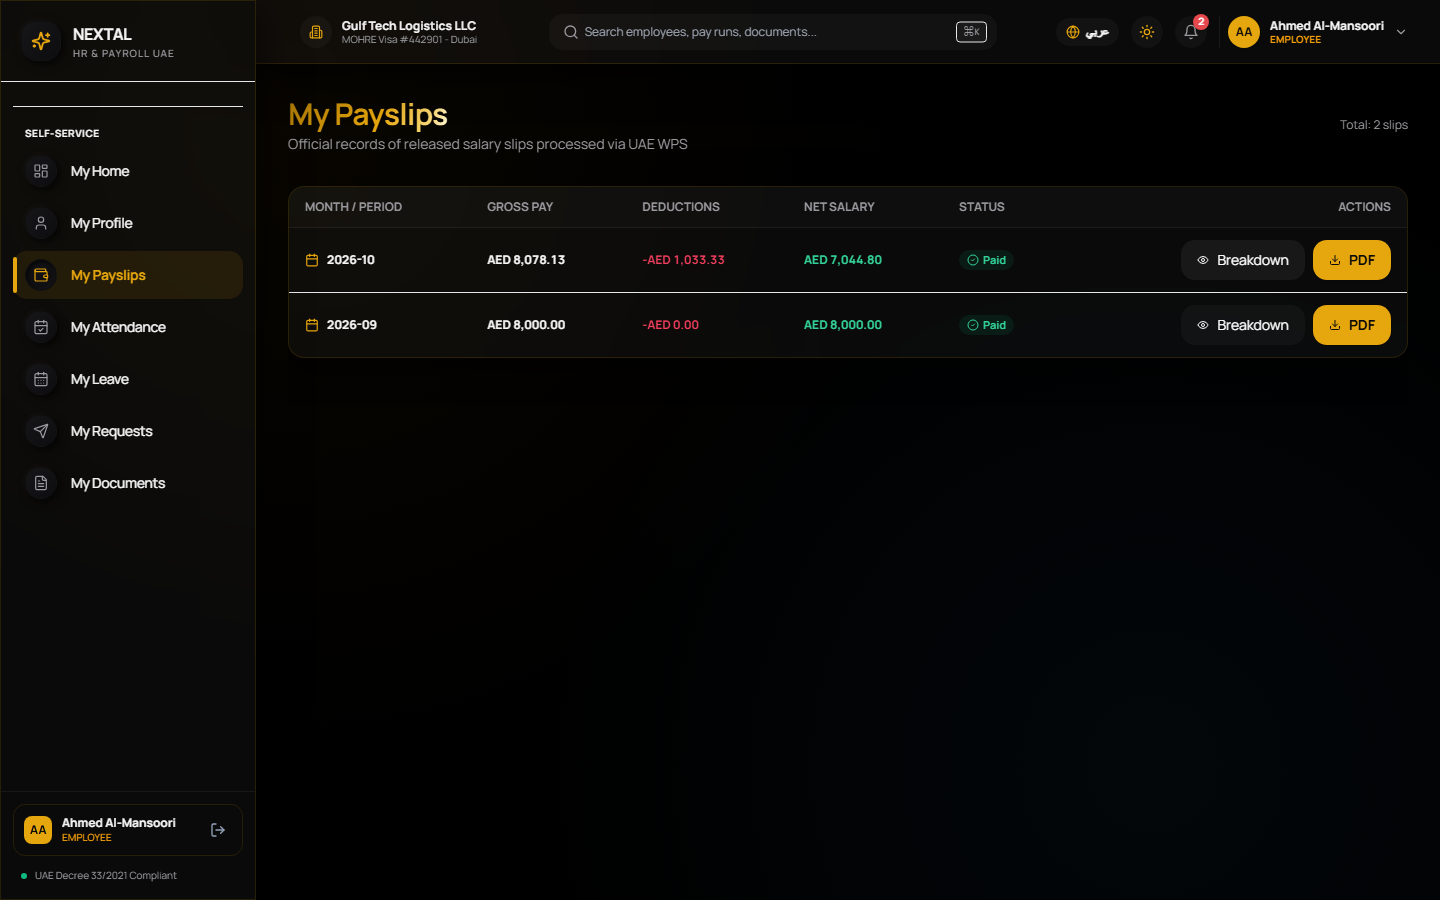 NEXTAL
HR & PAYROLL UAE
Gulf Tech Logistics LLC
MOHRE Visa #442901 - Dubai
Search employees, pay runs, documents...
⌘K
عربي
2
AA
Ahmed Al-Mansoori
EMPLOYEE
SELF-SERVICE
My Home
My Profile
My Payslips
My Attendance
My Leave
My Requests
My Documents
My Payslips
Official records of released salary slips processed via UAE WPS
Total: 2 slips
MONTH / PERIOD GROSS PAY DEDUCTIONS NET SALARY STATUS ACTIONS
2026-10 AED 8,078.13 -AED 1,033.33 AED 7,044.80 Paid Breakdown PDF
2026-09 AED 8,000.00 -AED 0.00 AED 8,000.00 Paid Breakdown PDF
AA
Ahmed Al-Mansoori
EMPLOYEE
UAE Decree 33/2021 Compliant